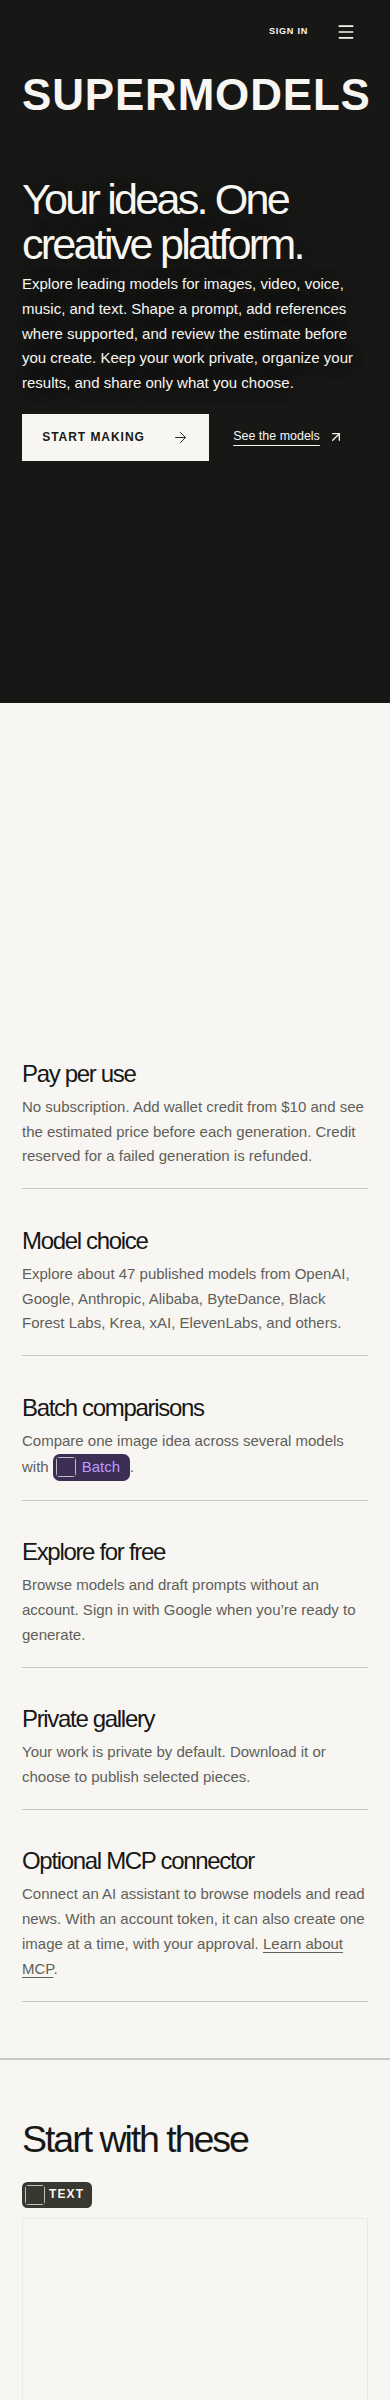 SIGN IN
SUPERMODELS
Your ideas. One
creative platform.
Explore leading models for images, video, voice,
music, and text. Shape a prompt, add references
where supported, and review the estimate before
you create. Keep your work private, organize your
results, and share only what you choose.
START MAKING
See the models
Pay per use
No subscription. Add wallet credit from $10 and see
the estimated price before each generation. Credit
reserved for a failed generation is refunded.
Model choice
Explore about 47 published models from OpenAI,
Google, Anthropic, Alibaba, ByteDance, Black
Forest Labs, Krea, xAI, ElevenLabs, and others.
Batch comparisons
Compare one image idea across several models
with Batch.
Explore for free
Browse models and draft prompts without an
account. Sign in with Google when you’re ready to
generate.
Private gallery
Your work is private by default. Download it or
choose to publish selected pieces.
Optional MCP connector
Connect an AI assistant to browse models and read
news. With an account token, it can also create one
image at a time, with your approval. Learn about
MCP.
Start with these
TEXT